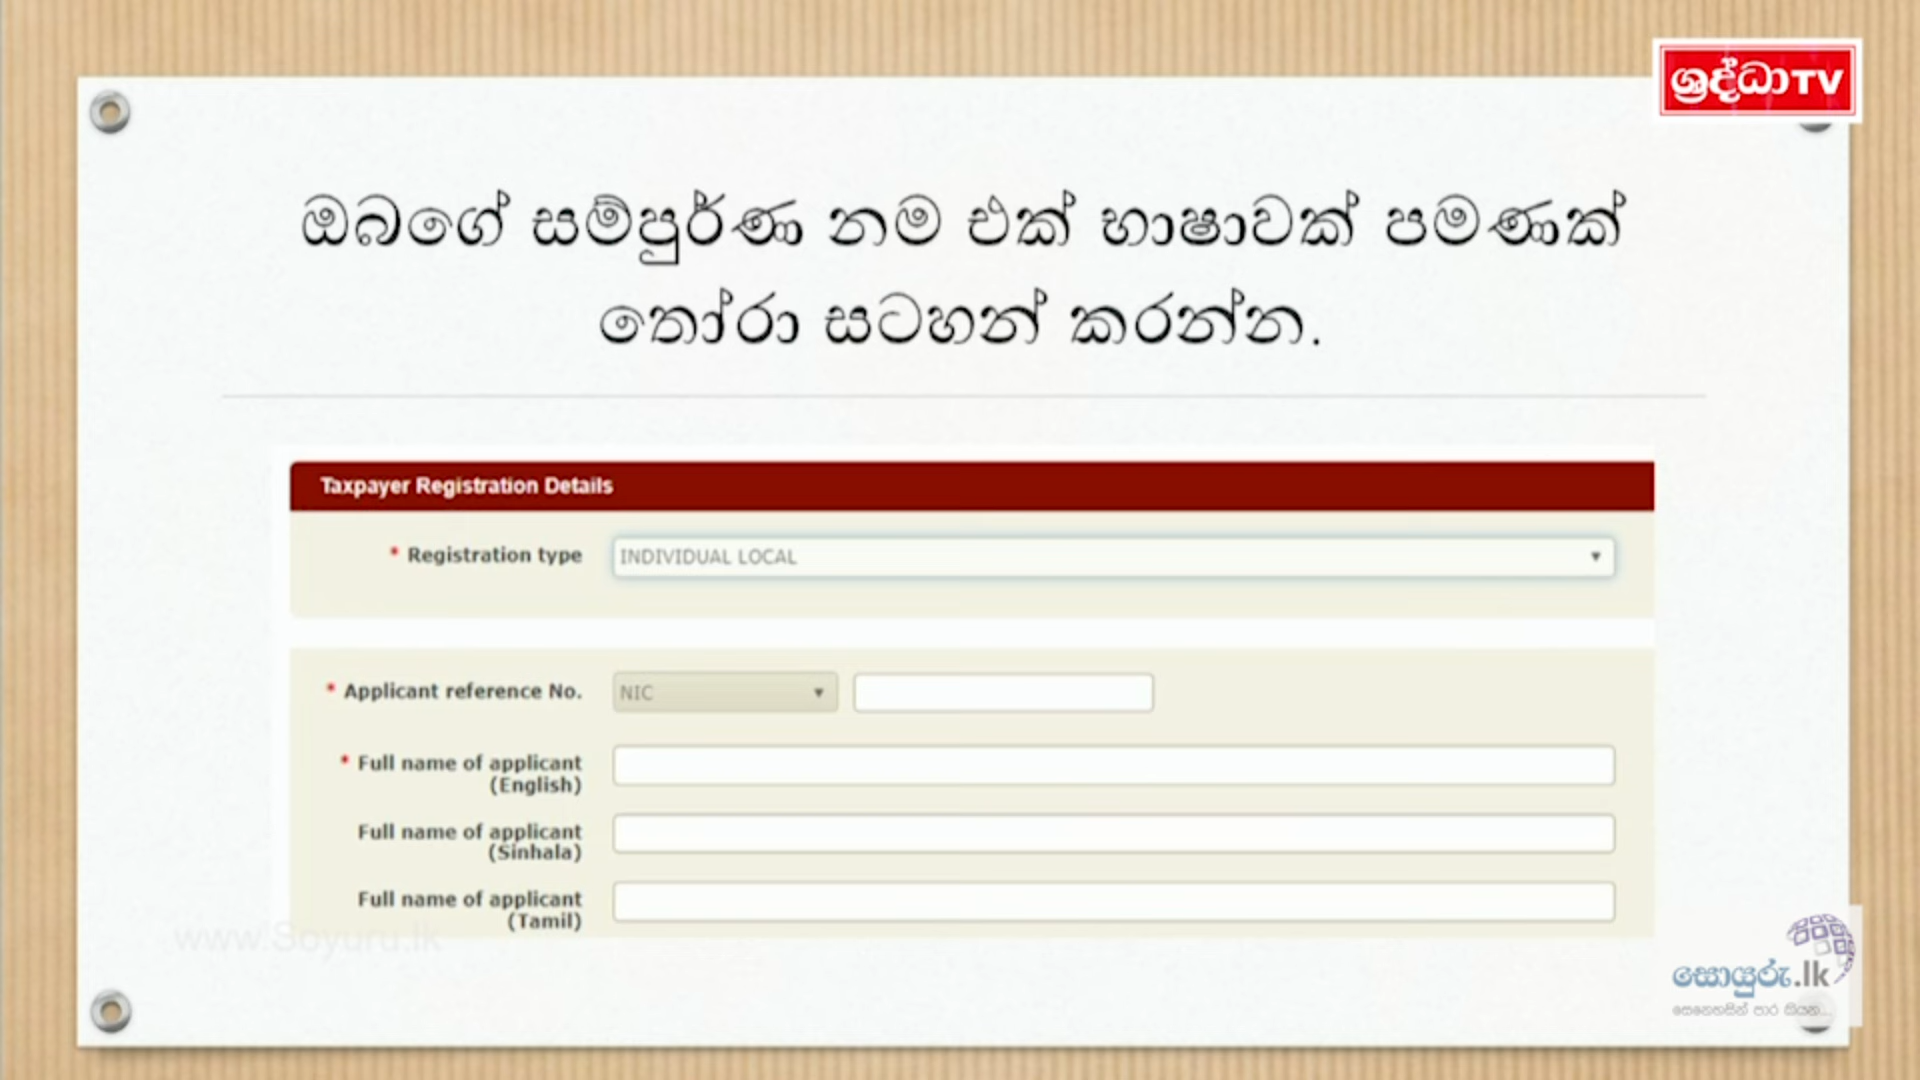 ශ්‍රද්ධාTV
ඔබගේ සම්පුර්ණ නම එක් භාෂාවක් පමණක්
තෝරා සටහන් කරන්න.
Taxpayer Registration Details
* Registration type
INDIVIDUAL LOCAL
* Applicant reference No.
NIC
* Full name of applicant
(English)
Full name of applicant
(Sinhala)
Full name of applicant
(Tamil)
www.Soyuru.lk
සොයුරු.lk
සෙනෙහසින් පාර කියන...